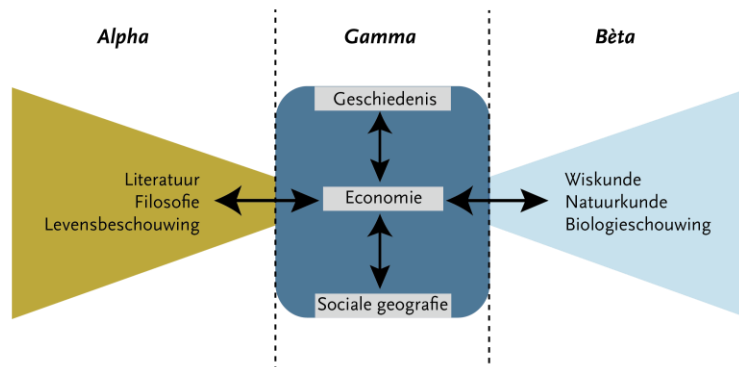 Alpha
Gamma
Bèta
Geschiedenis
Literatuur
Filosofie
Levensbeschouwing
Economie
Wiskunde
Natuurkunde
Biologieschouwing
Sociale geografie